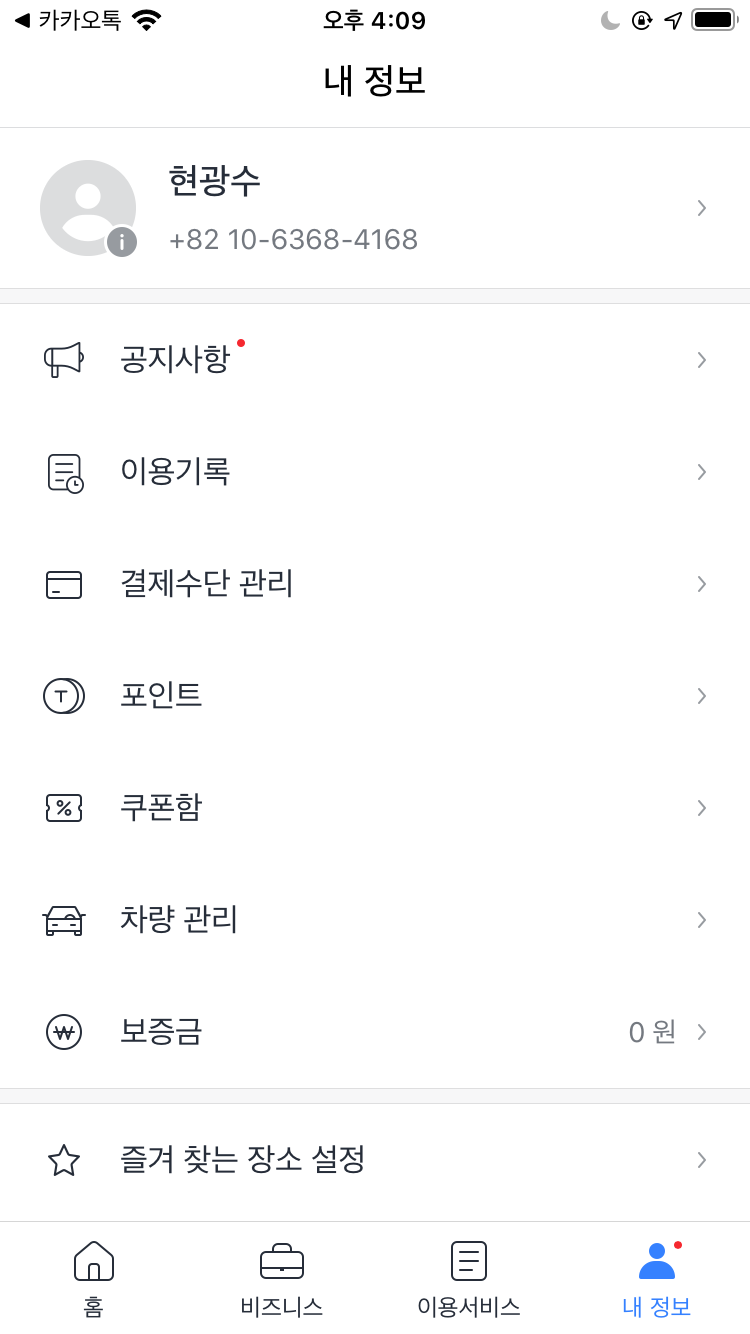 카카오톡
오후 4:09
내 정보
현광수
+82 10-6368-4168
공지사항
이용기록
결제수단 관리
T 포인트
% 쿠폰함
차량 관리
₩ 보증금 0 원
즐겨 찾는 장소 설정
홈 비즈니스 이용서비스 내 정보